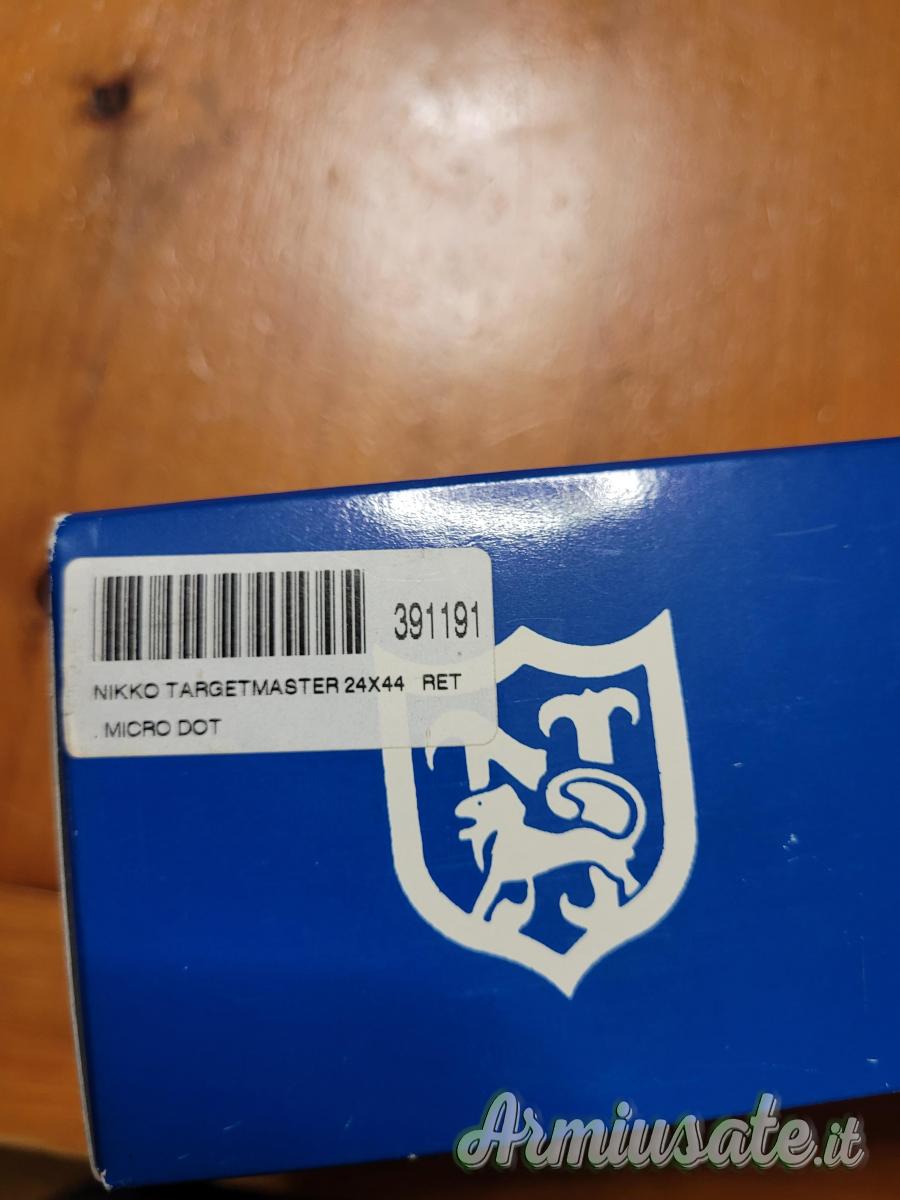 391191
NIKKO TARGETMASTER 24X44 RET
. MICRO DOT
Armiusate.it